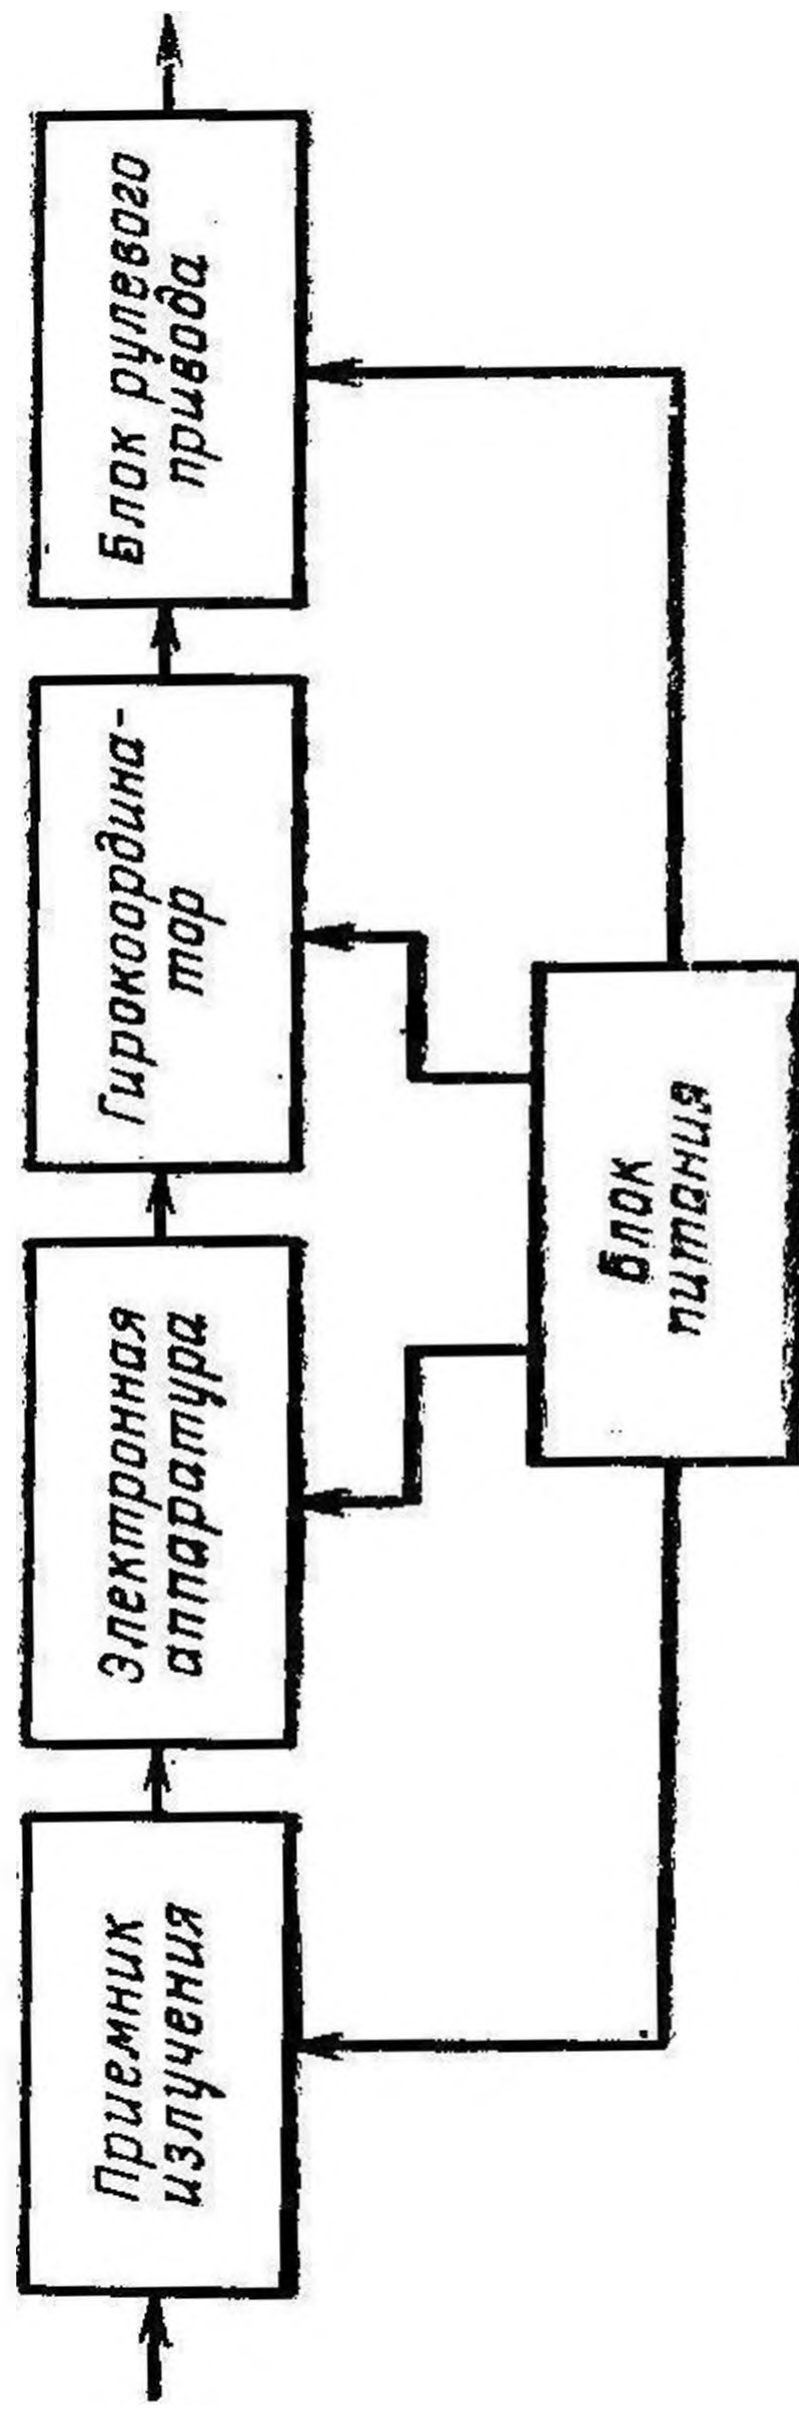 Приемник
излучения
Электронная
аппаратура
Гирокоордина-
тор
Блок рулевого
привода
Блок
питания